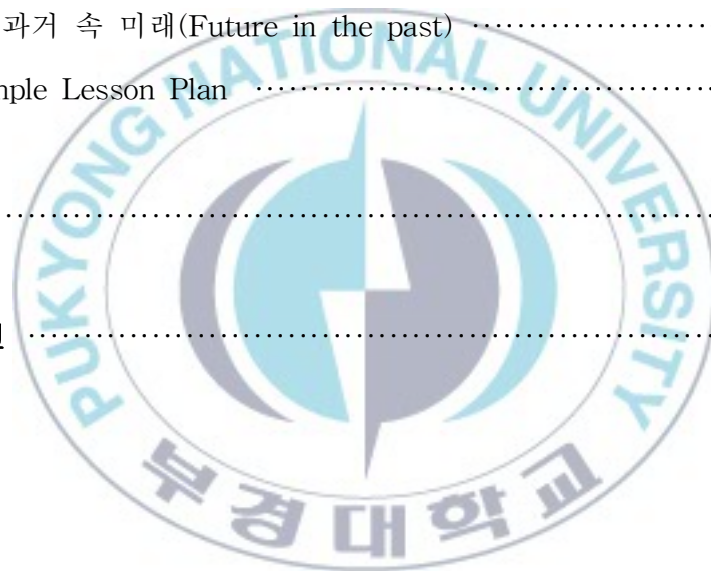 과거 속 미래(Future in the past) ························
mple Lesson Plan ····································
·······························································
·······························································
PUKYONG NATIONAL UNIVERSITY
부경대학교